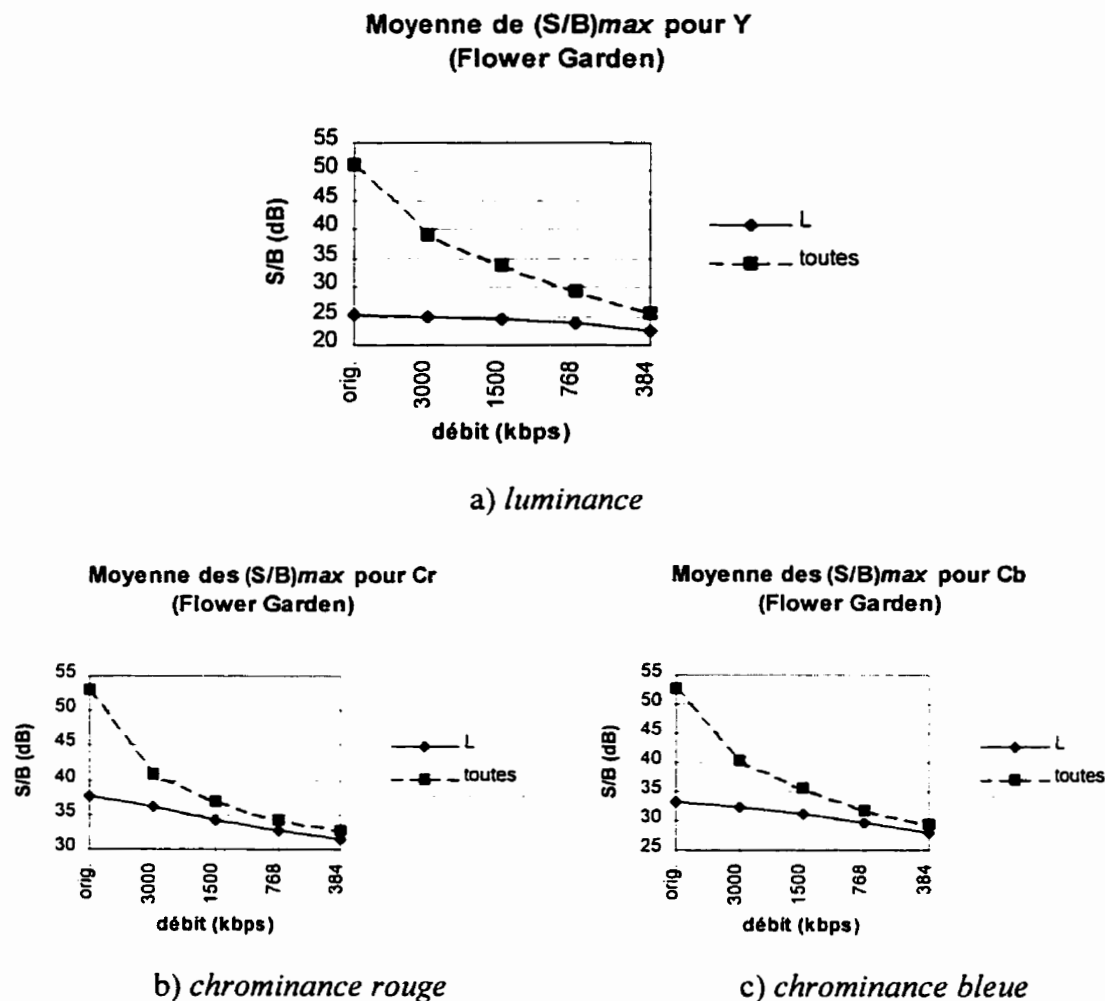 Moyenne de (S/B)max pour Y
(Flower Garden)
55
50
45
40
35
30
25
20
S/B (dB)
orig.
3000
1500
768
384
débit (kbps)
L
toutes
a) luminance
Moyenne des (S/B)max pour Cr
(Flower Garden)
55
50
45
40
35
30
S/B (dB)
orig.
3000
1500
768
384
débit (kbps)
L
toutes
b) chrominance rouge
Moyenne des (S/B)max pour Cb
(Flower Garden)
55
50
45
40
35
30
25
S/B (dB)
orig.
3000
1500
768
384
débit (kbps)
L
toutes
c) chrominance bleue